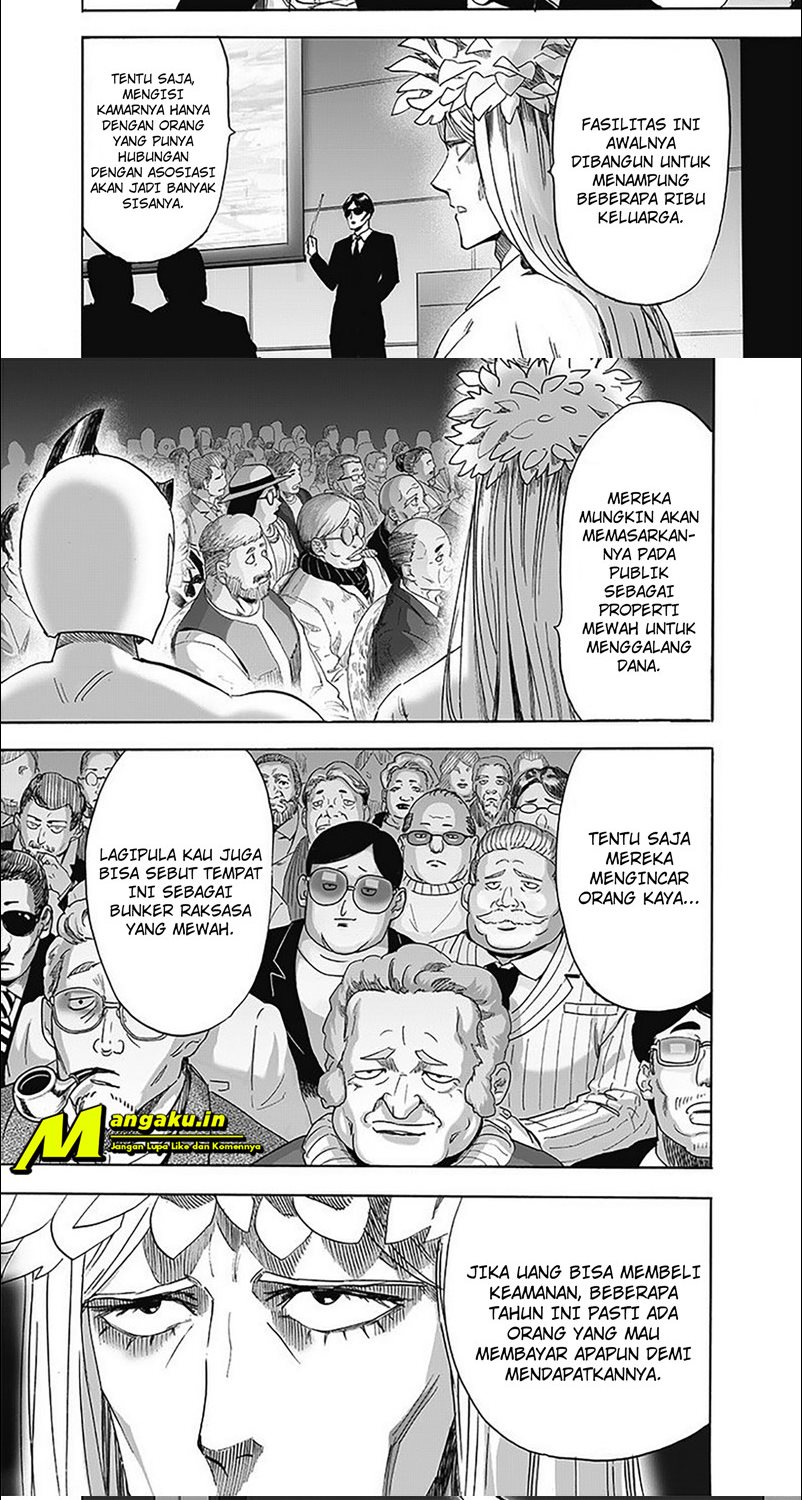 FASILITAS INI
AWALNYA
DIBANGUN UNTUK
MENAMPUNG
BEBERAPA RIBU
KELUARGA.
TENTU SAJA,
MENGISI
KAMARNYA HANYA
DENGAN ORANG
YANG PUNYA
HUBUNGAN
DENGAN ASOSIASI
AKAN JADI BANYAK
SISANYA.
MEREKA
MUNGKIN AKAN
MEMASARKAN-
NYA PADA
PUBLIK
SEBAGAI
PROPERTI
MEWAH UNTUK
MENGGALANG
DANA.
TENTU SAJA
MEREKA
MENGINCAR
ORANG KAYA...
LAGIPULA KAU JUGA
BISA SEBUT TEMPAT
INI SEBAGAI
BUNKER RAKSASA
YANG MEWAH.
Mangaku.in
Jangan Lupa Like dan Komennya
JIKA UANG BISA MEMBELI
KEAMANAN, BEBERAPA
TAHUN INI PASTI ADA
ORANG YANG MAU
MEMBAYAR APAPUN DEMI
MENDAPATKANNYA.